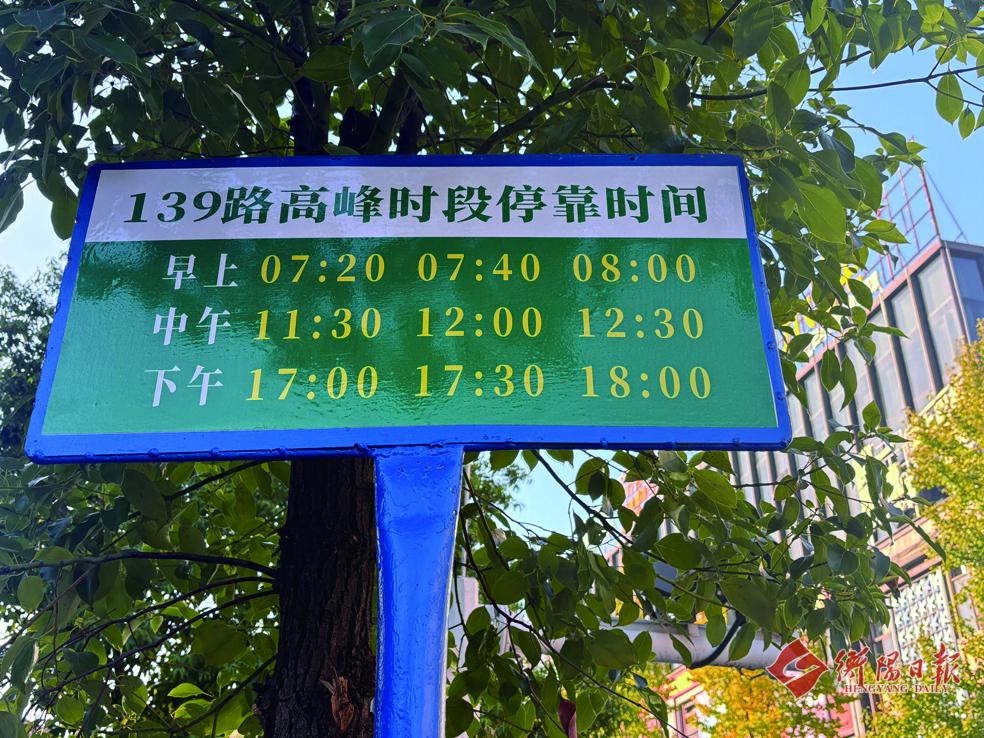 139路高峰时段停靠时间
早上 07:20 07:40 08:00
中午 11:30 12:00 12:30
下午 17:00 17:30 18:00
衡阳日报
HENGYANG DAILY